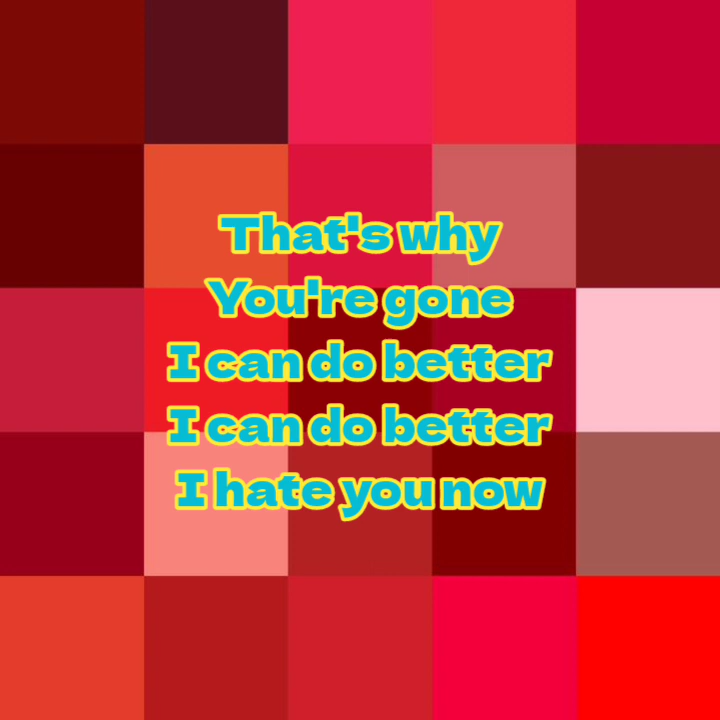 That's why
You're gone
I can do better
I can do better
I hate you now